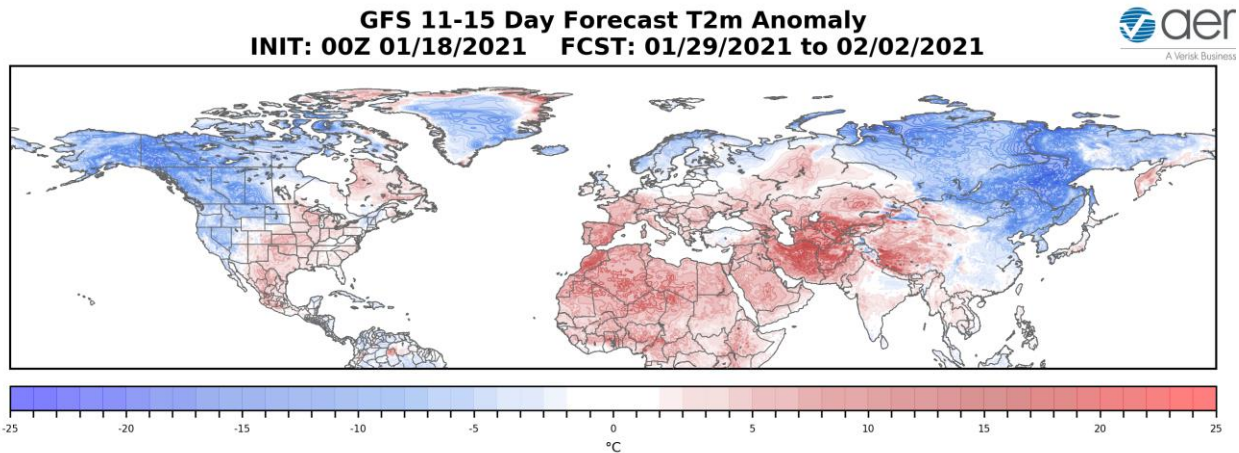 GFS 11-15 Day Forecast T2m Anomaly
INIT: 00Z 01/18/2021 FCST: 01/29/2021 to 02/02/2021
aer
A Verisk Business
-25 -20 -15 -10 -5 0 5 10 15 20 25
°C